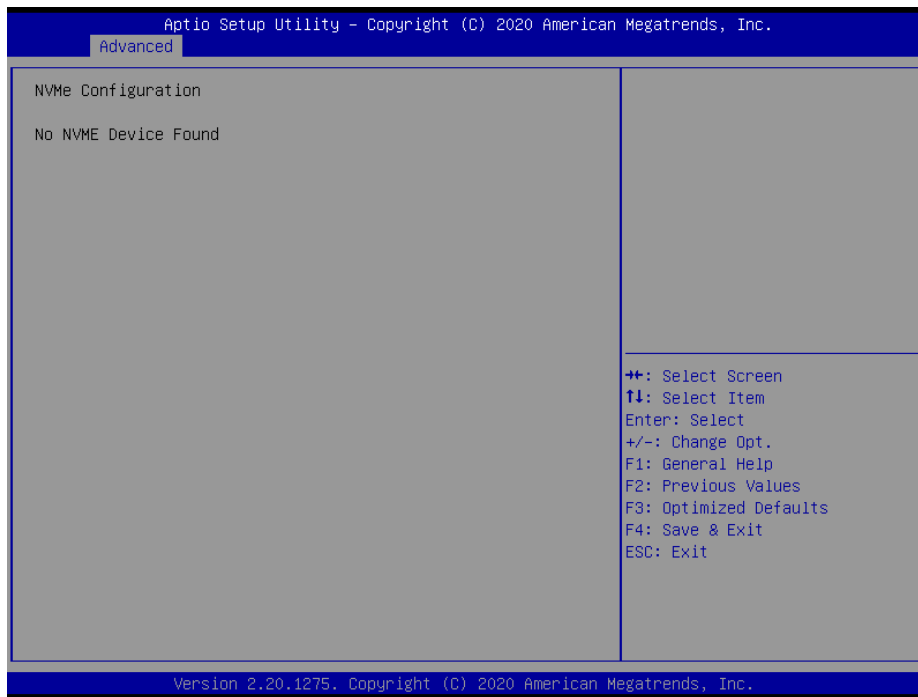 Aptio Setup Utility – Copyright (C) 2020 American Megatrends, Inc.
Advanced
NVMe Configuration
No NVME Device Found
→←: Select Screen
↑↓: Select Item
Enter: Select
+/-: Change Opt.
F1: General Help
F2: Previous Values
F3: Optimized Defaults
F4: Save & Exit
ESC: Exit
Version 2.20.1275. Copyright (C) 2020 American Megatrends, Inc.